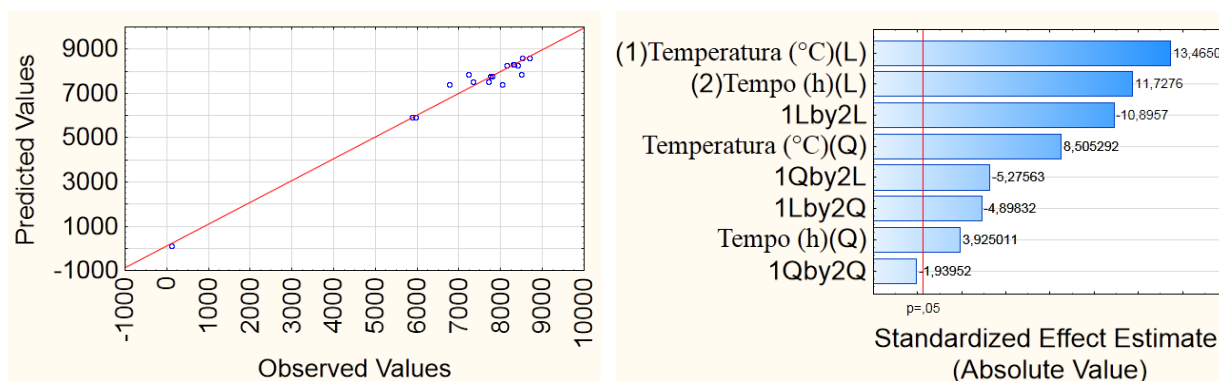 9000
7000
5000
3000
1000
-1000
Predicted Values
-1000
0
1000
2000
3000
4000
5000
6000
7000
8000
9000
10000
Observed Values
(1)Temperatura (°C)(L)
13,4650
(2)Tempo (h)(L)
11,7276
1Lby2L
-10,8957
Temperatura (°C)(Q)
8,505292
1Qby2L
-5,27563
1Lby2Q
-4,89832
Tempo (h)(Q)
3,925011
1Qby2Q
-1,93952
p=,05
Standardized Effect Estimate
(Absolute Value)